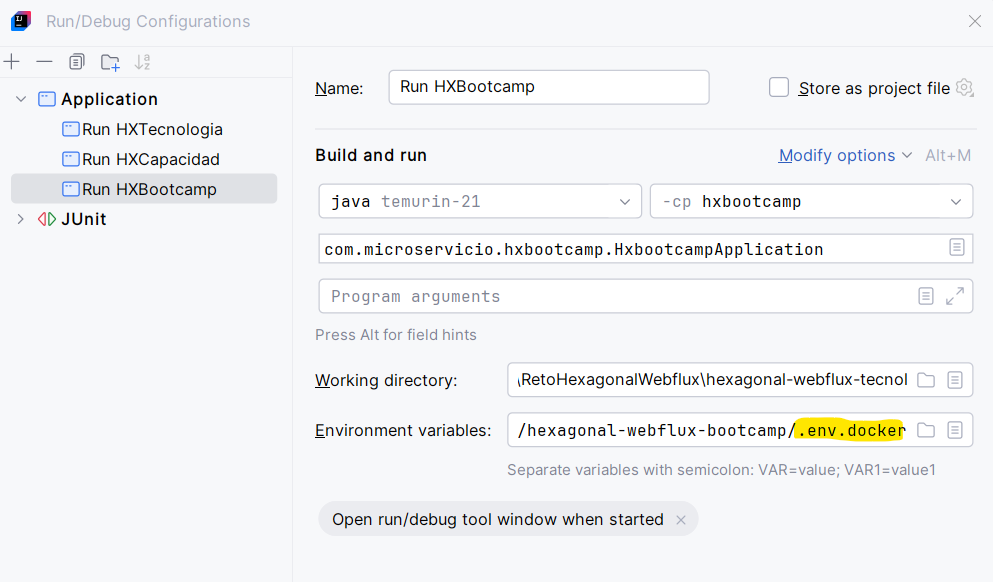 Run/Debug Configurations
Application
Run HXTecnologia
Run HXCapacidad
Run HXBootcamp
JUnit
Name: Run HXBootcamp
Store as project file
Build and run
Modify options Alt+M
java temurin-21
-cp hxbootcamp
com.microservicio.hxbootcamp.HxbootcampApplication
Program arguments
Press Alt for field hints
Working directory: \RetoHexagonalWebflux\hexagonal-webflux-tecnol
Environment variables: /hexagonal-webflux-bootcamp/.env.docker
Separate variables with semicolon: VAR=value; VAR1=value1
Open run/debug tool window when started